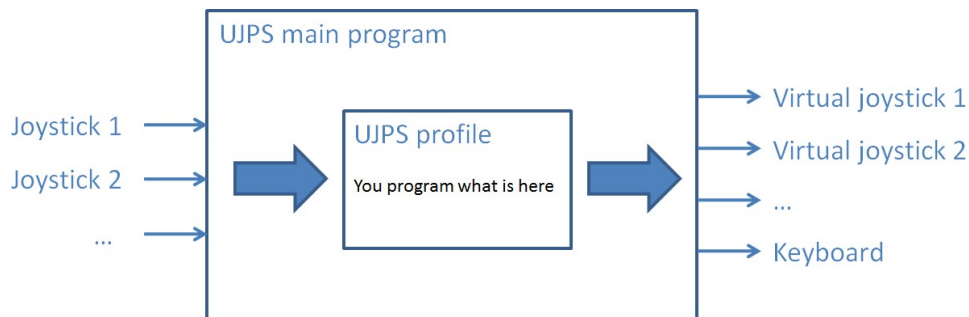 UJPS main program
Joystick 1
Joystick 2
...
UJPS profile
You program what is here
Virtual joystick 1
Virtual joystick 2
...
Keyboard